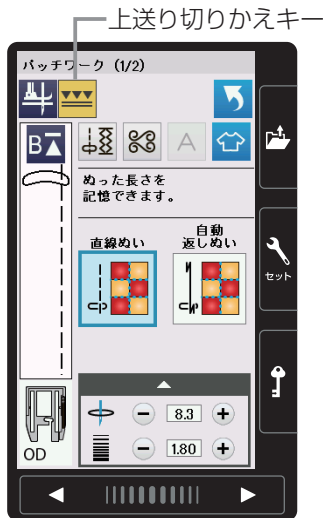 上送り切りかえキー
パッチワーク (1/2)
B
A
ぬった長さを
記憶できます。
直線ぬい
自動
返しぬい
セット
8.3
1.80
OD